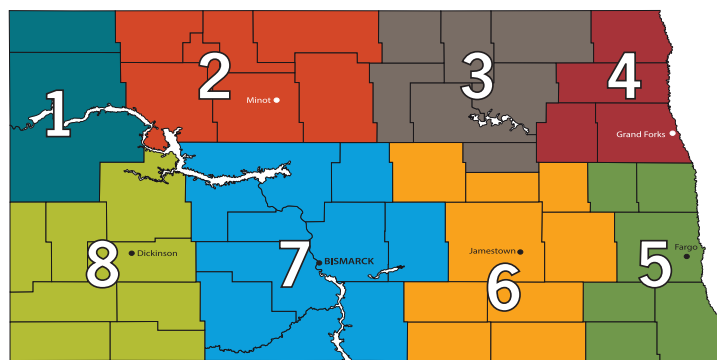 1
2
3
4
Minot
Grand Forks
8
Dickinson
7
BISMARCK
Jamestown
6
Fargo
5